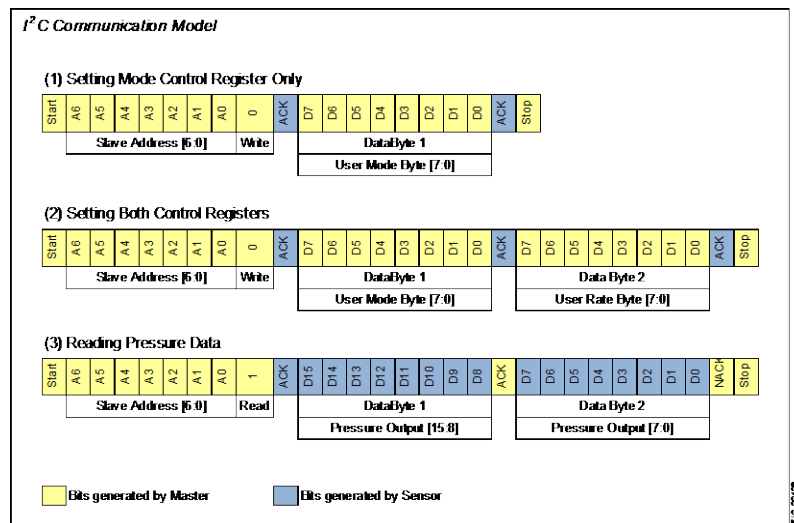 I²C Communication Model
(1) Setting Mode Control Register Only
Start A6 A5 A4 A3 A2 A1 A0 0 ACK D7 D6 D5 D4 D3 D2 D1 D0 ACK Stop
Slave Address [6:0] Write DataByte 1
User Mode Byte [7:0]
(2) Setting Both Control Registers
Start A6 A5 A4 A3 A2 A1 A0 0 ACK D7 D6 D5 D4 D3 D2 D1 D0 ACK D7 D6 D5 D4 D3 D2 D1 D0 ACK Stop
Slave Address [6:0] Write DataByte 1 Data Byte 2
User Mode Byte [7:0] User Rate Byte [7:0]
(3) Reading Pressure Data
Start A6 A5 A4 A3 A2 A1 A0 1 ACK D15 D14 D13 D12 D11 D10 D9 D8 ACK D7 D6 D5 D4 D3 D2 D1 D0 NACK Stop
Slave Address [6:0] Read DataByte 1 Data Byte 2
Pressure Output [15:8] Pressure Output [7:0]
Bits generated by Master Bits generated by Sensor